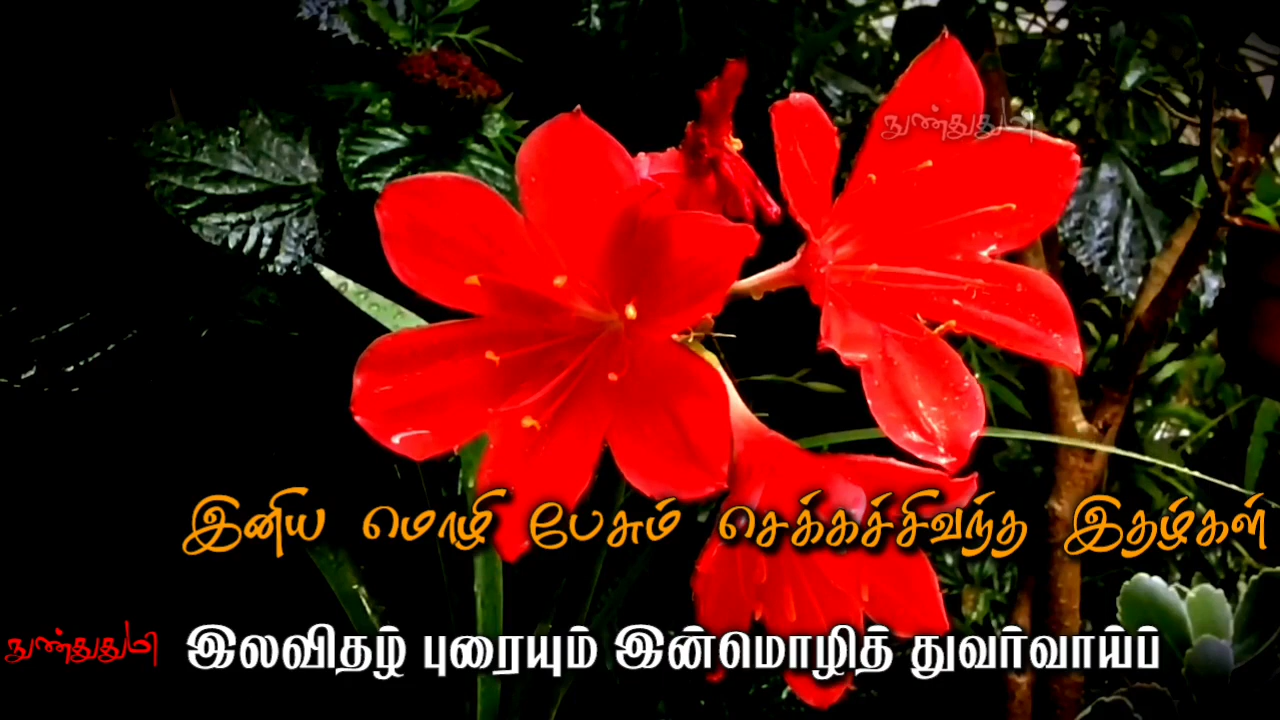 நுண்துதுமி
இனிய மொழி பேசும் செக்கச்சிவந்த இதழ்கள்
நுண்துதுமி இலவிதழ் புரையும் இன்மொழித் துவர்வாய்ப்